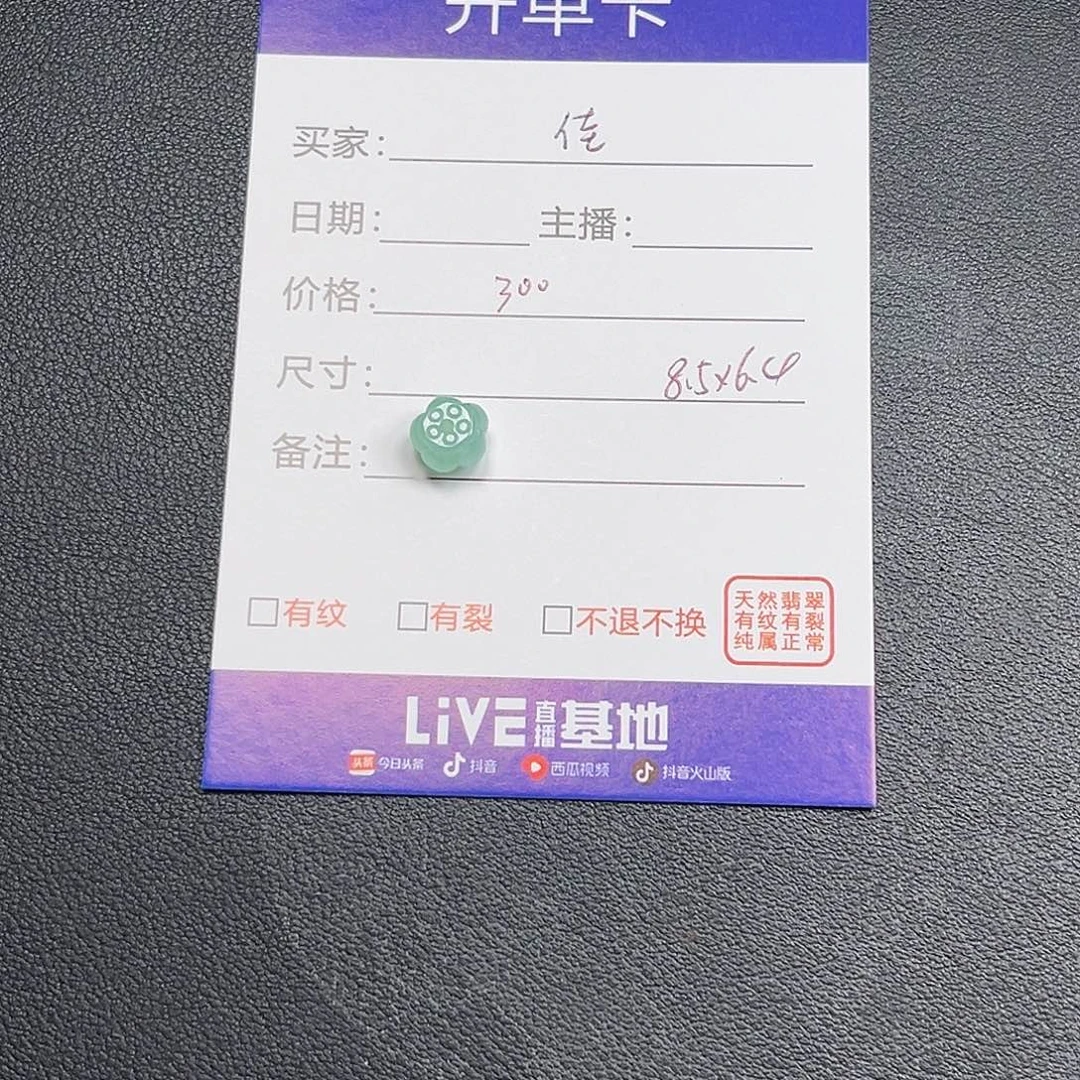 开单卡
买家： 佳
日期： 主播：
价格： 300
尺寸： 8.5x6.4
备注：
有纹 有裂 不退不换
天然翡翠
有纹有裂
纯属正常
LiVE直播基地
头条 今日头条 抖音 西瓜视频 抖音火山版